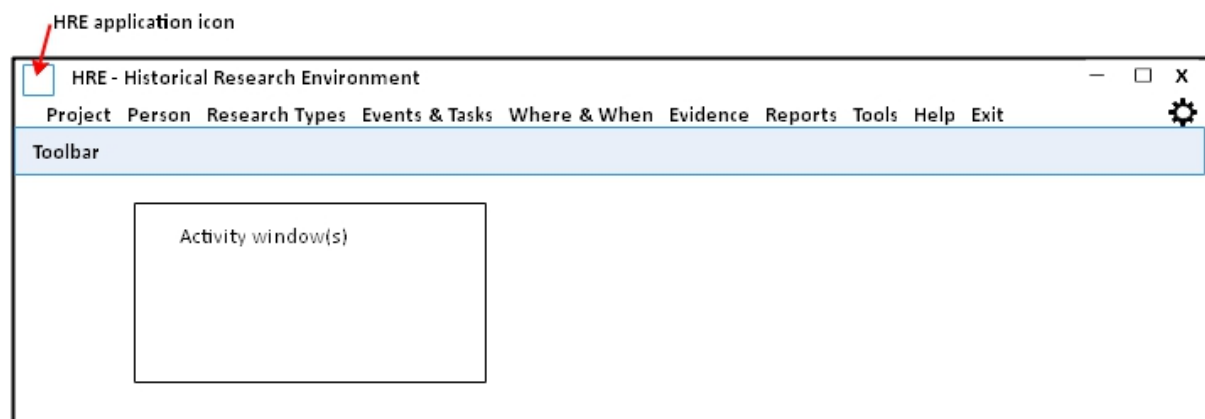 HRE application icon
HRE - Historical Research Environment
Project Person Research Types Events & Tasks Where & When Evidence Reports Tools Help Exit
Toolbar
Activity window(s)